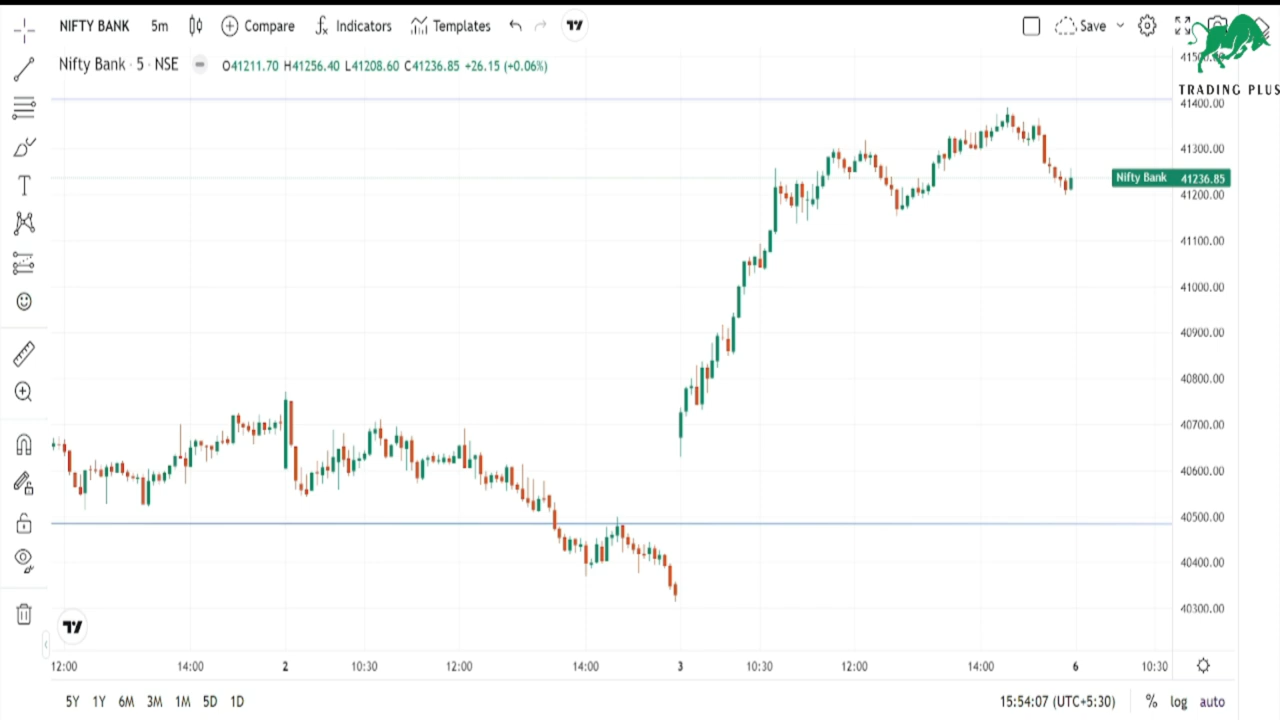 NIFTY BANK 5m Compare Indicators Templates Save
Nifty Bank · 5 · NSE O41211.70 H41256.40 L41208.60 C41236.85 +26.15 (+0.06%)
TRADING PLUS
41500.00
41400.00
41300.00
Nifty Bank 41236.85
41200.00
41100.00
41000.00
40900.00
40800.00
40700.00
40600.00
40500.00
40400.00
40300.00
12:00 14:00 2 10:30 12:00 14:00 3 10:30 12:00 14:00 6 10:30
5Y 1Y 6M 3M 1M 5D 1D 15:54:07 (UTC+5:30) % log auto